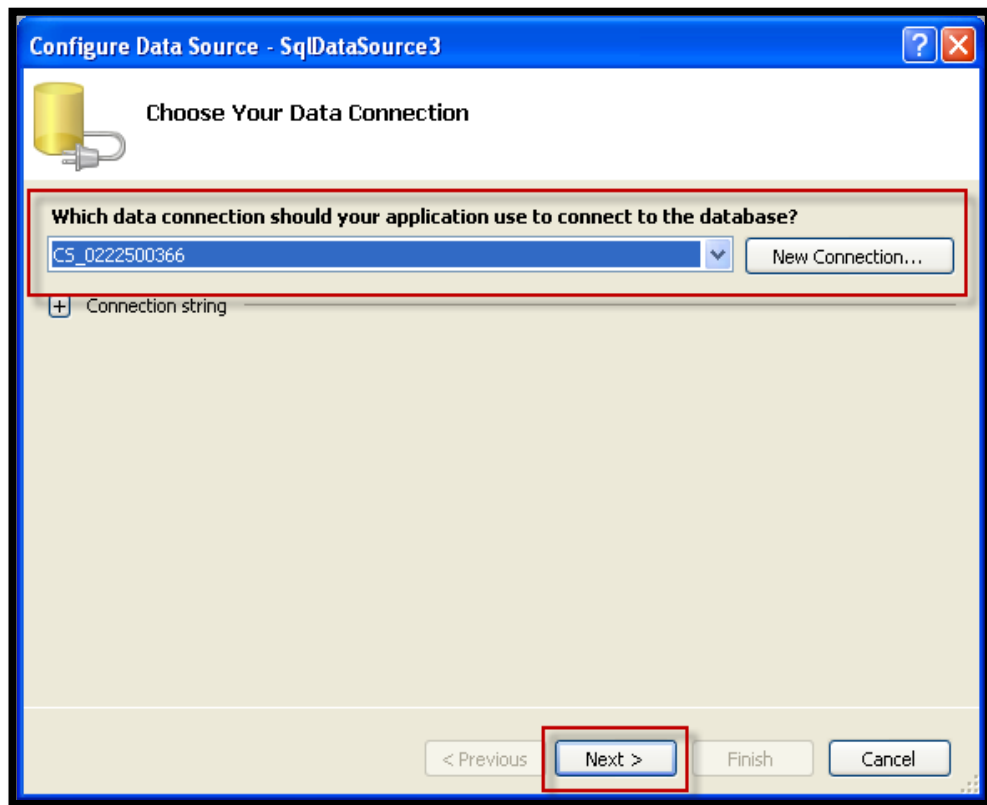 Configure Data Source - SqlDataSource3
Choose Your Data Connection
Which data connection should your application use to connect to the database?
CS_0222500366
New Connection...
+ Connection string
< Previous Next > Finish Cancel